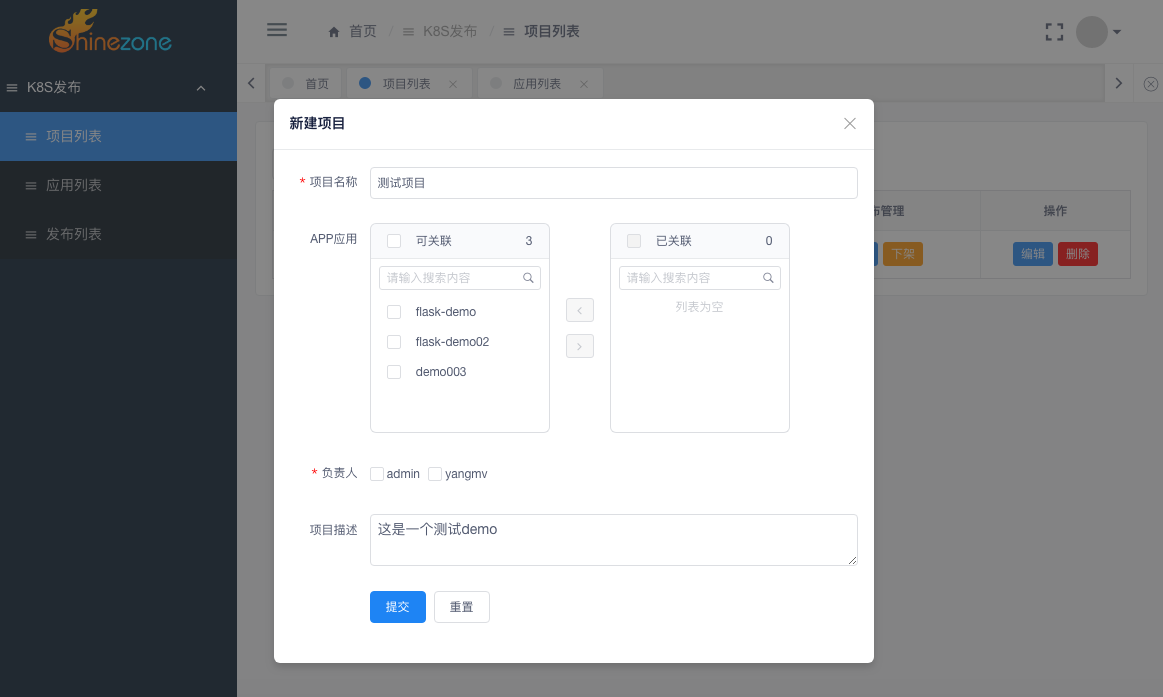 Shinezone
首页 / K8S发布 / 项目列表
K8S发布
项目列表
应用列表
发布列表
首页 项目列表 应用列表
布管理 操作
下架 编辑 删除
新建项目
* 项目名称 测试项目
APP应用
可关联 3
请输入搜索内容
flask-demo
flask-demo02
demo003
已关联 0
请输入搜索内容
列表为空
* 负责人 admin yangmv
项目描述 这是一个测试demo
提交 重置